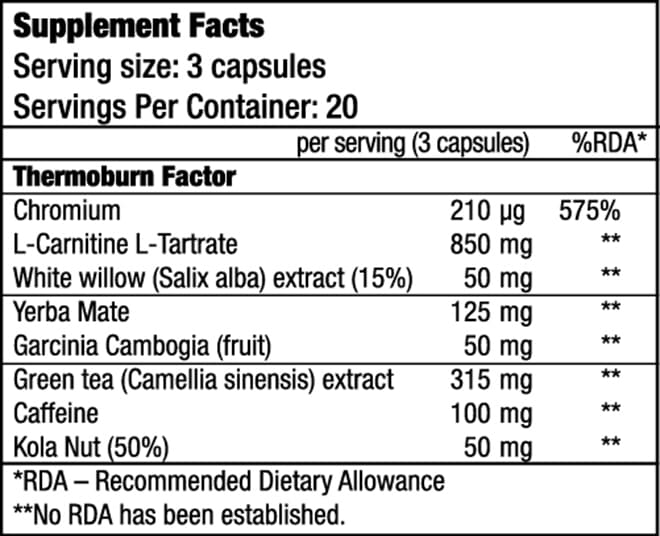 Supplement Facts
Serving size: 3 capsules
Servings Per Container: 20
per serving (3 capsules) %RDA*
Thermoburn Factor
Chromium 210 µg 575%
L-Carnitine L-Tartrate 850 mg **
White willow (Salix alba) extract (15%) 50 mg **
Yerba Mate 125 mg **
Garcinia Cambogia (fruit) 50 mg **
Green tea (Camellia sinensis) extract 315 mg **
Caffeine 100 mg **
Kola Nut (50%) 50 mg **
*RDA – Recommended Dietary Allowance
**No RDA has been established.